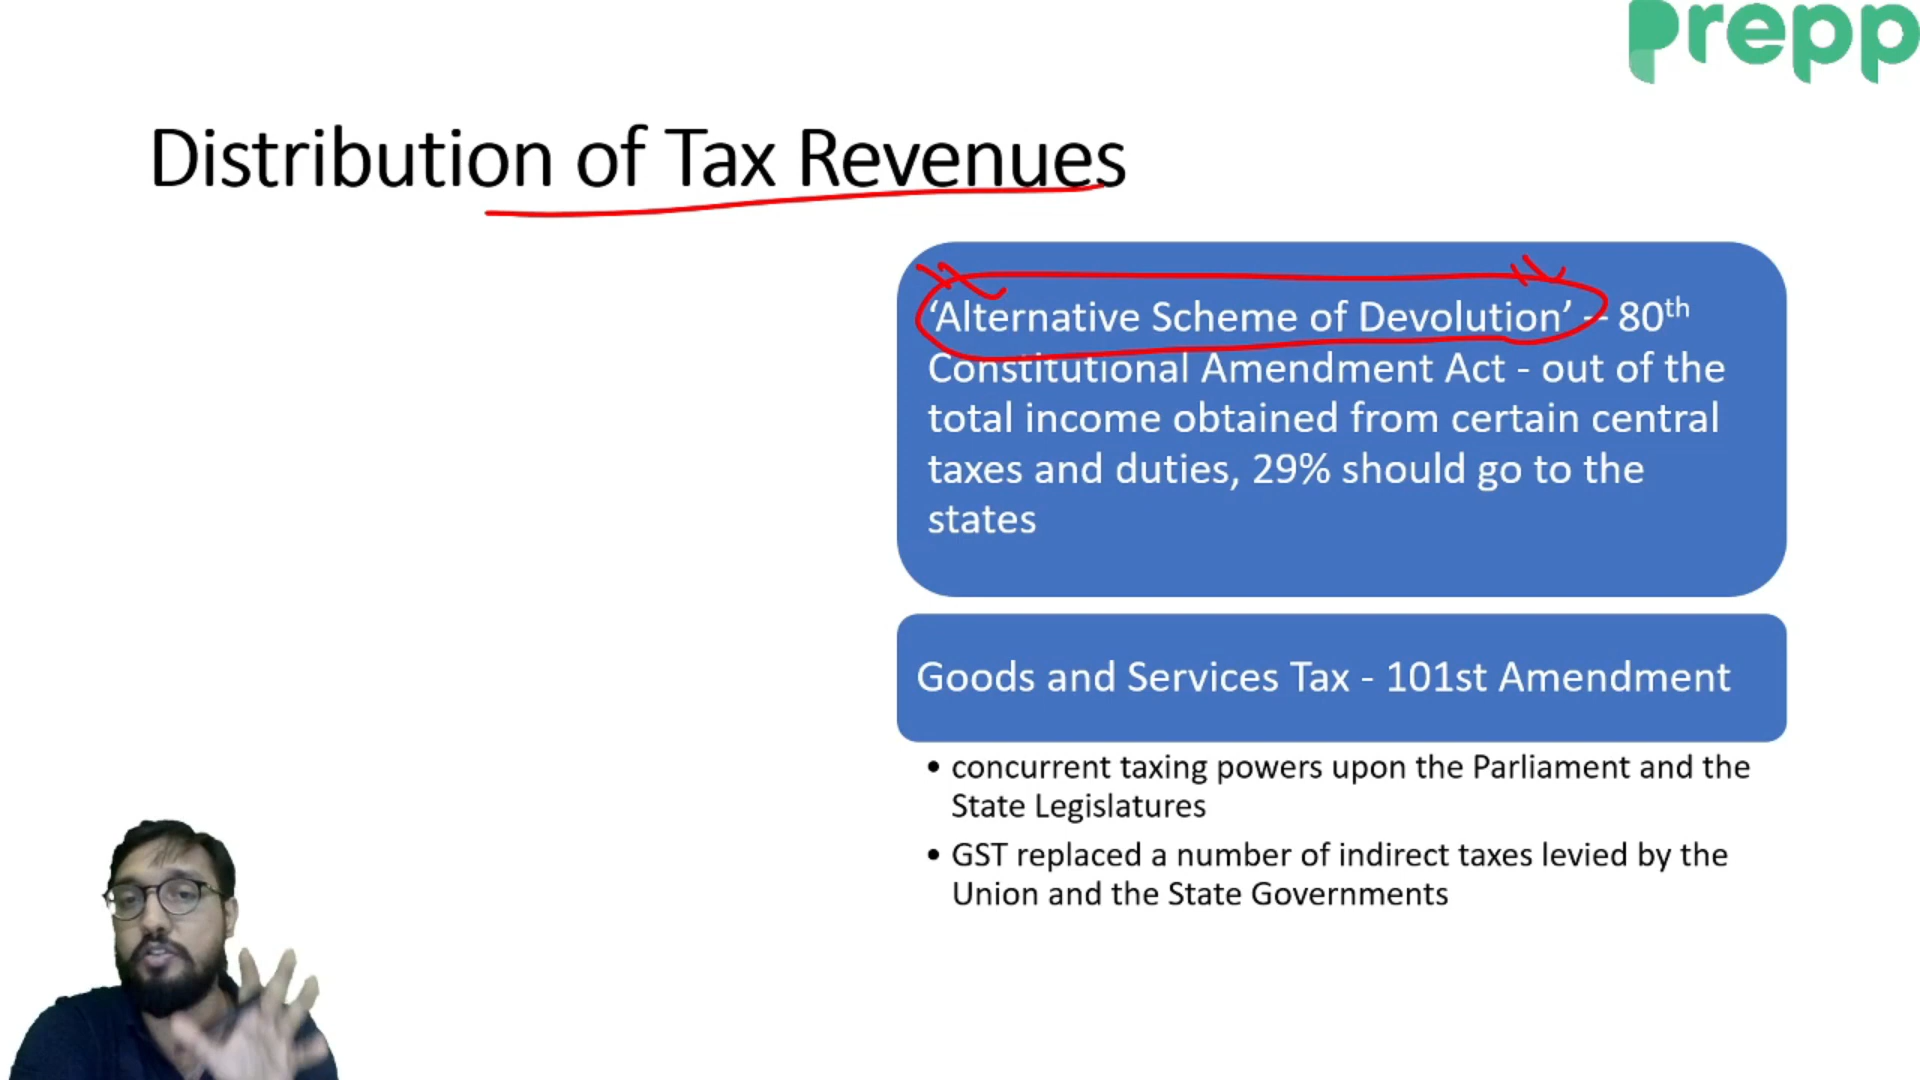 prepp
Distribution of Tax Revenues
‘Alternative Scheme of Devolution’ – 80th
Constitutional Amendment Act - out of the
total income obtained from certain central
taxes and duties, 29% should go to the
states
Goods and Services Tax - 101st Amendment
• concurrent taxing powers upon the Parliament and the
State Legislatures
• GST replaced a number of indirect taxes levied by the
Union and the State Governments